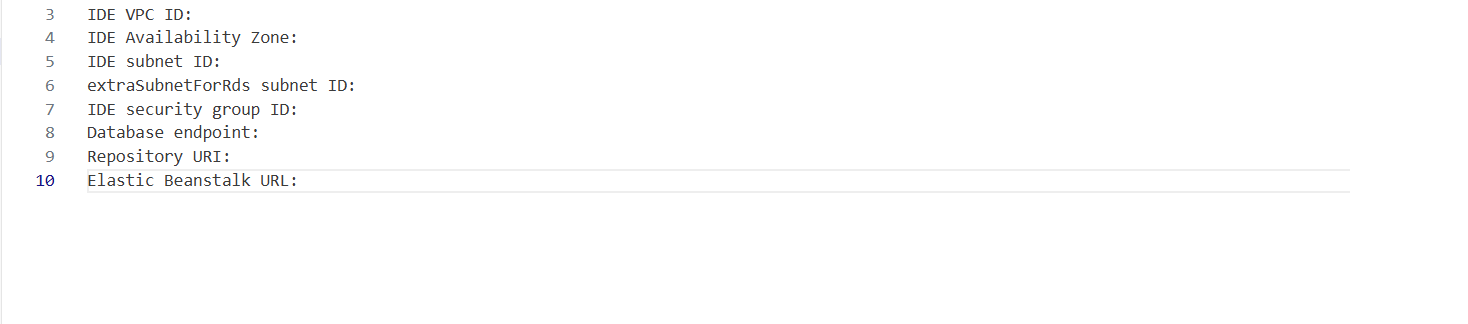 3 IDE VPC ID:
4 IDE Availability Zone:
5 IDE subnet ID:
6 extraSubnetForRds subnet ID:
7 IDE security group ID:
8 Database endpoint:
9 Repository URI:
10 Elastic Beanstalk URL: